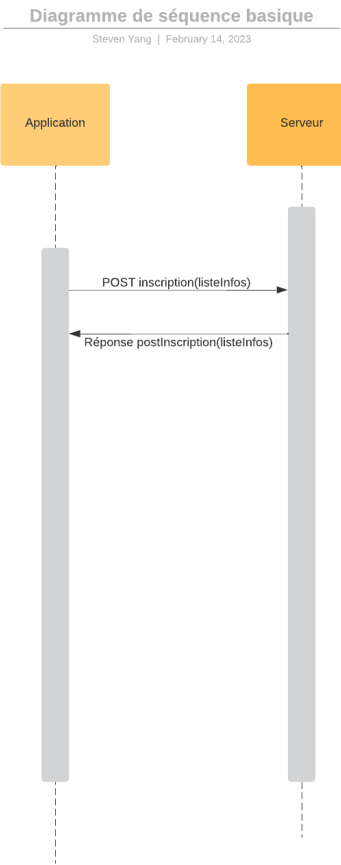 Diagramme de séquence basique
Steven Yang | February 14, 2023
Application
Serveur
POST inscription(listeInfos)
Réponse postInscription(listeInfos)